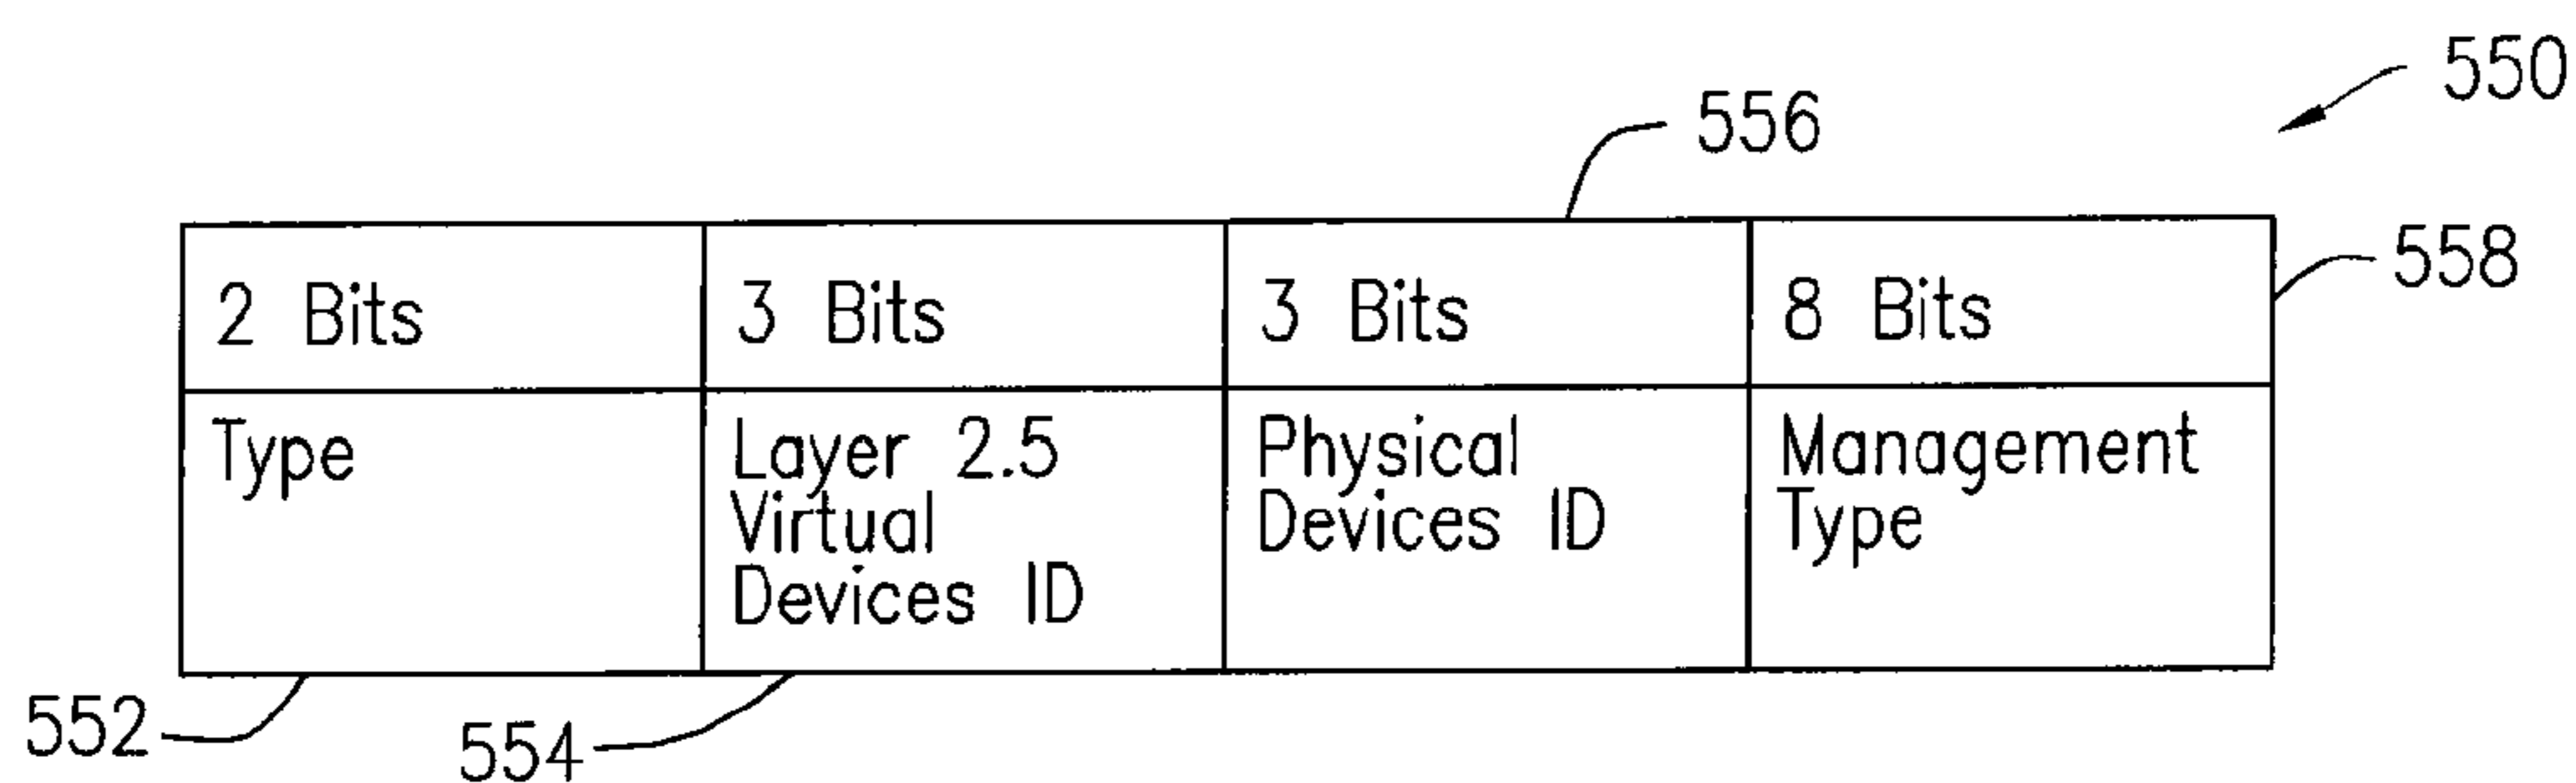 550
556
558
2 Bits
3 Bits
3 Bits
8 Bits
Type
Layer 2.5
Virtual
Devices ID
Physical
Devices ID
Management
Type
552
554